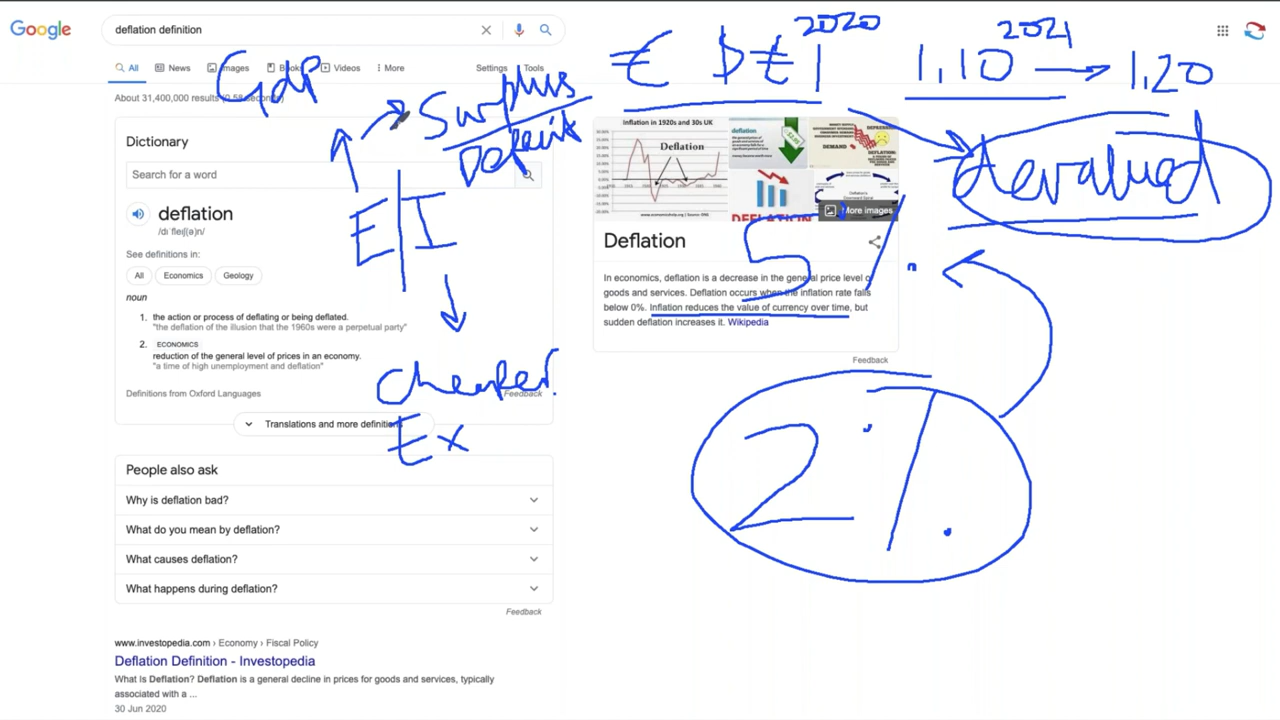 Google
deflation definition
All
News
Images
Books
Videos
More
Settings
Tools
About 31,400,000 results (0.58 seconds)
€ $ £ 1
2020
1.10
2021
1.20
GdP
Surplus
Deficit
E
I
Cheaper
Ex
devalued
5%
2%
Dictionary
Search for a word
deflation
See definitions in:
All
Economics
Geology
noun
1. the action or process of deflating or being deflated.
"the deflation of the illusion that the 1960s were a perpetual party"
2. ECONOMICS
reduction of the general level of prices in an economy.
"a time of high unemployment and deflation"
Definitions from Oxford Languages
Feedback
Translations and more definitions
People also ask
Why is deflation bad?
What do you mean by deflation?
What causes deflation?
What happens during deflation?
Feedback
www.investopedia.com › Economy › Fiscal Policy
Deflation Definition - Investopedia
What Is Deflation? Deflation is a general decline in prices for goods and services, typically
associated with a ...
30 Jun 2020
Inflation in 1920s and 30s UK
Deflation
deflation
DEMAND
DEFLATION
More images
Deflation
In economics, deflation is a decrease in the general price level of
goods and services. Deflation occurs when the inflation rate falls
below 0%. Inflation reduces the value of currency over time, but
sudden deflation increases it. Wikipedia
Feedback